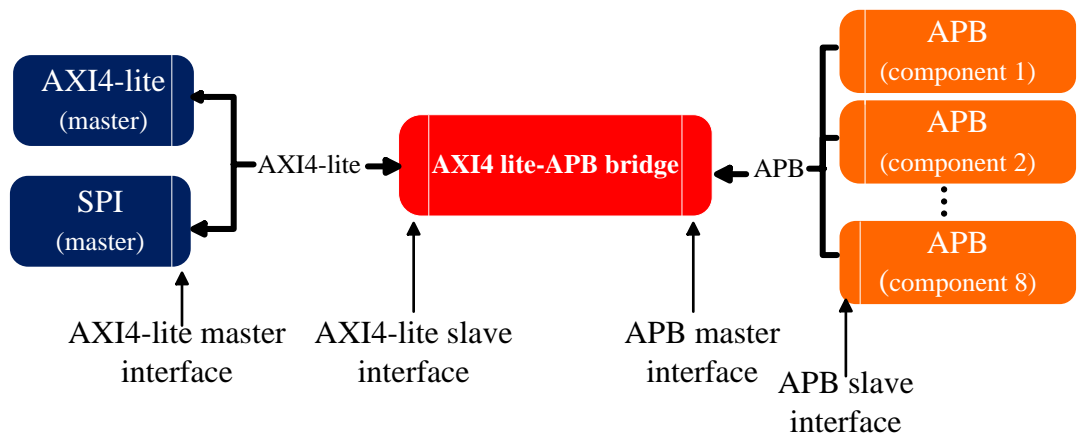 AXI4-lite
(master)
SPI
(master)
AXI4-lite
AXI4 lite-APB bridge
APB
APB
(component 1)
APB
(component 2)
APB
(component 8)
AXI4-lite master
interface
AXI4-lite slave
interface
APB master
interface
APB slave
interface